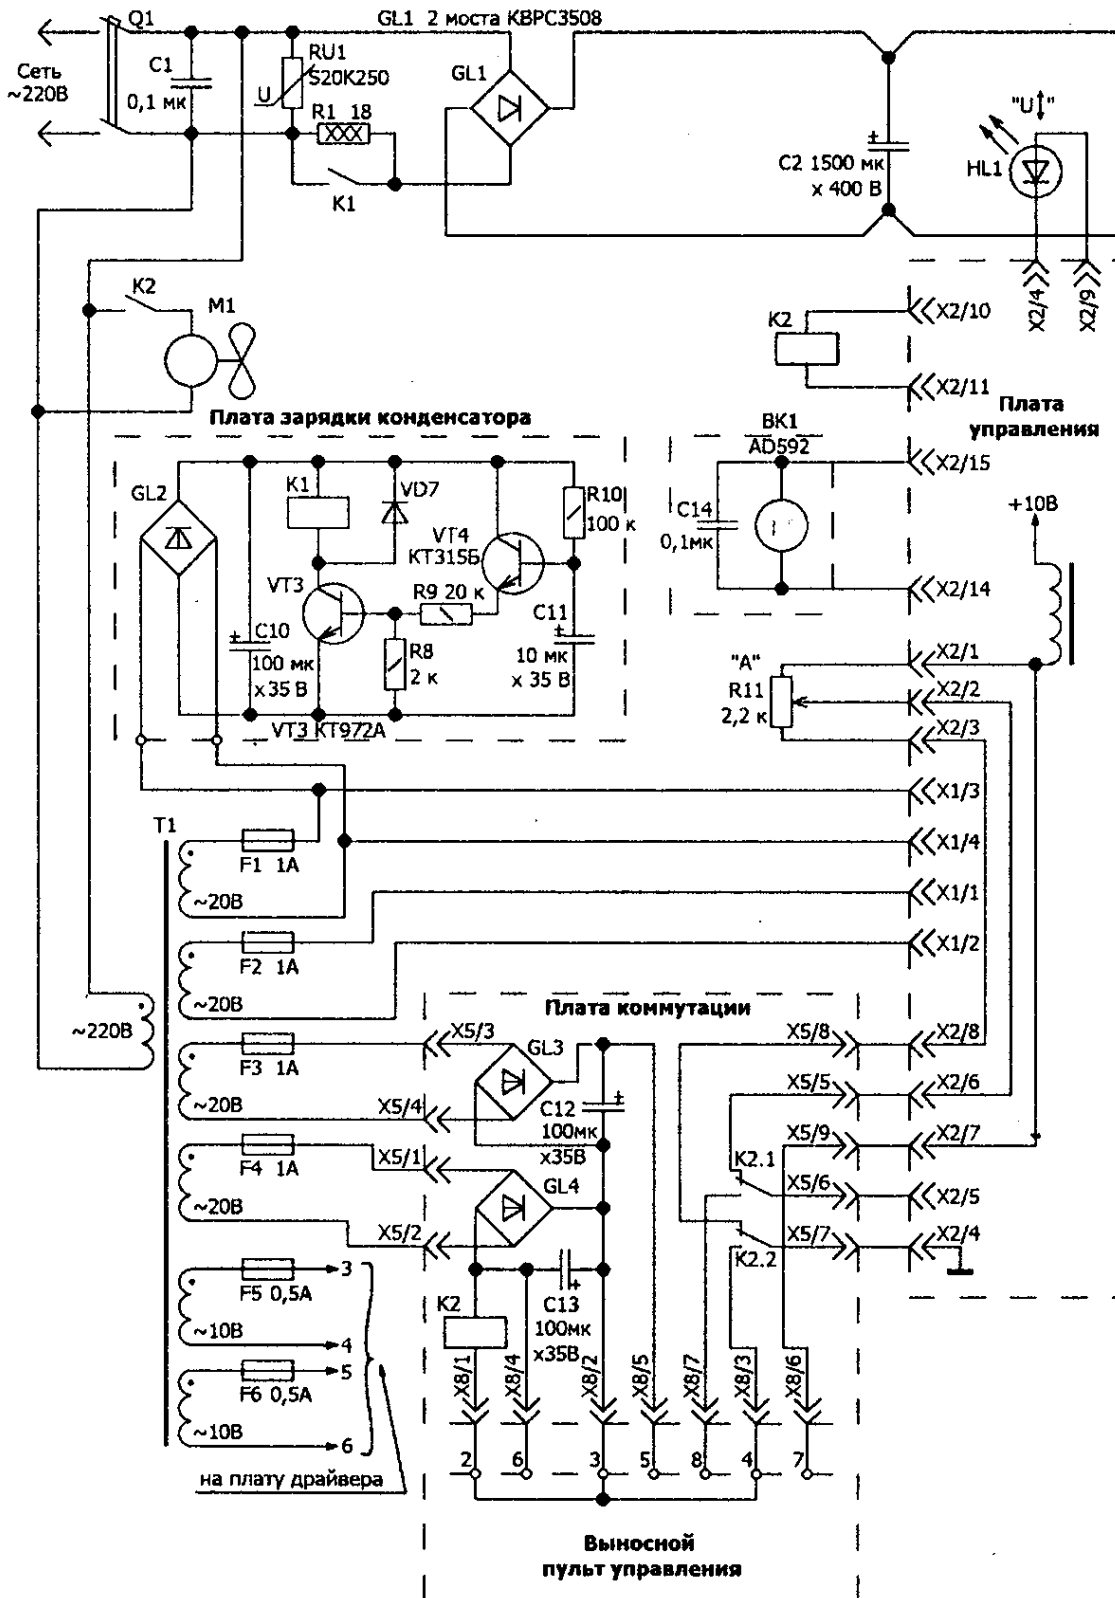 Q1
GL1 2 моста КВРС3508
Сеть
~220В
C1
0,1 мк
RU1
S20K250
U
R1 18
K1
GL1
C2 1500 мк
х 400 В
"U↕"
HL1
K2
M1
X2/4
X2/9
K2
X2/10
X2/11
Плата зарядки конденсатора
Плата
управления
BK1
AD592
X2/15
GL2
K1
VD7
R10
100 к
C14
0,1мк
+10В
VT4
КТ315Б
VT3
R9 20 к
X2/14
C10
100 мк
х 35 В
R8
2 к
C11
10 мк
х 35 В
"А"
R11
2,2 к
X2/1
X2/2
X2/3
VT3 КТ972А
X1/3
T1
F1 1А
X1/4
~20В
X1/1
F2 1А
X1/2
~20В
Плата коммутации
~220В
X5/3
GL3
X5/8
X2/8
F3 1А
~20В
X5/4
C12
100мк
х35В
X5/5
X2/6
X5/9
X2/7
F4 1А
X5/1
K2.1
~20В
GL4
X5/6
X2/5
X5/2
K2.2
X5/7
X2/4
F5 0,5А
3
~10В
4
K2
C13
100мк
х35В
F6 0,5А
5
~10В
6
X8/1
X8/4
X8/2
X8/5
X8/7
X8/3
X8/6
2
6
3
5
8
4
7
на плату драйвера
Выносной
пульт управления